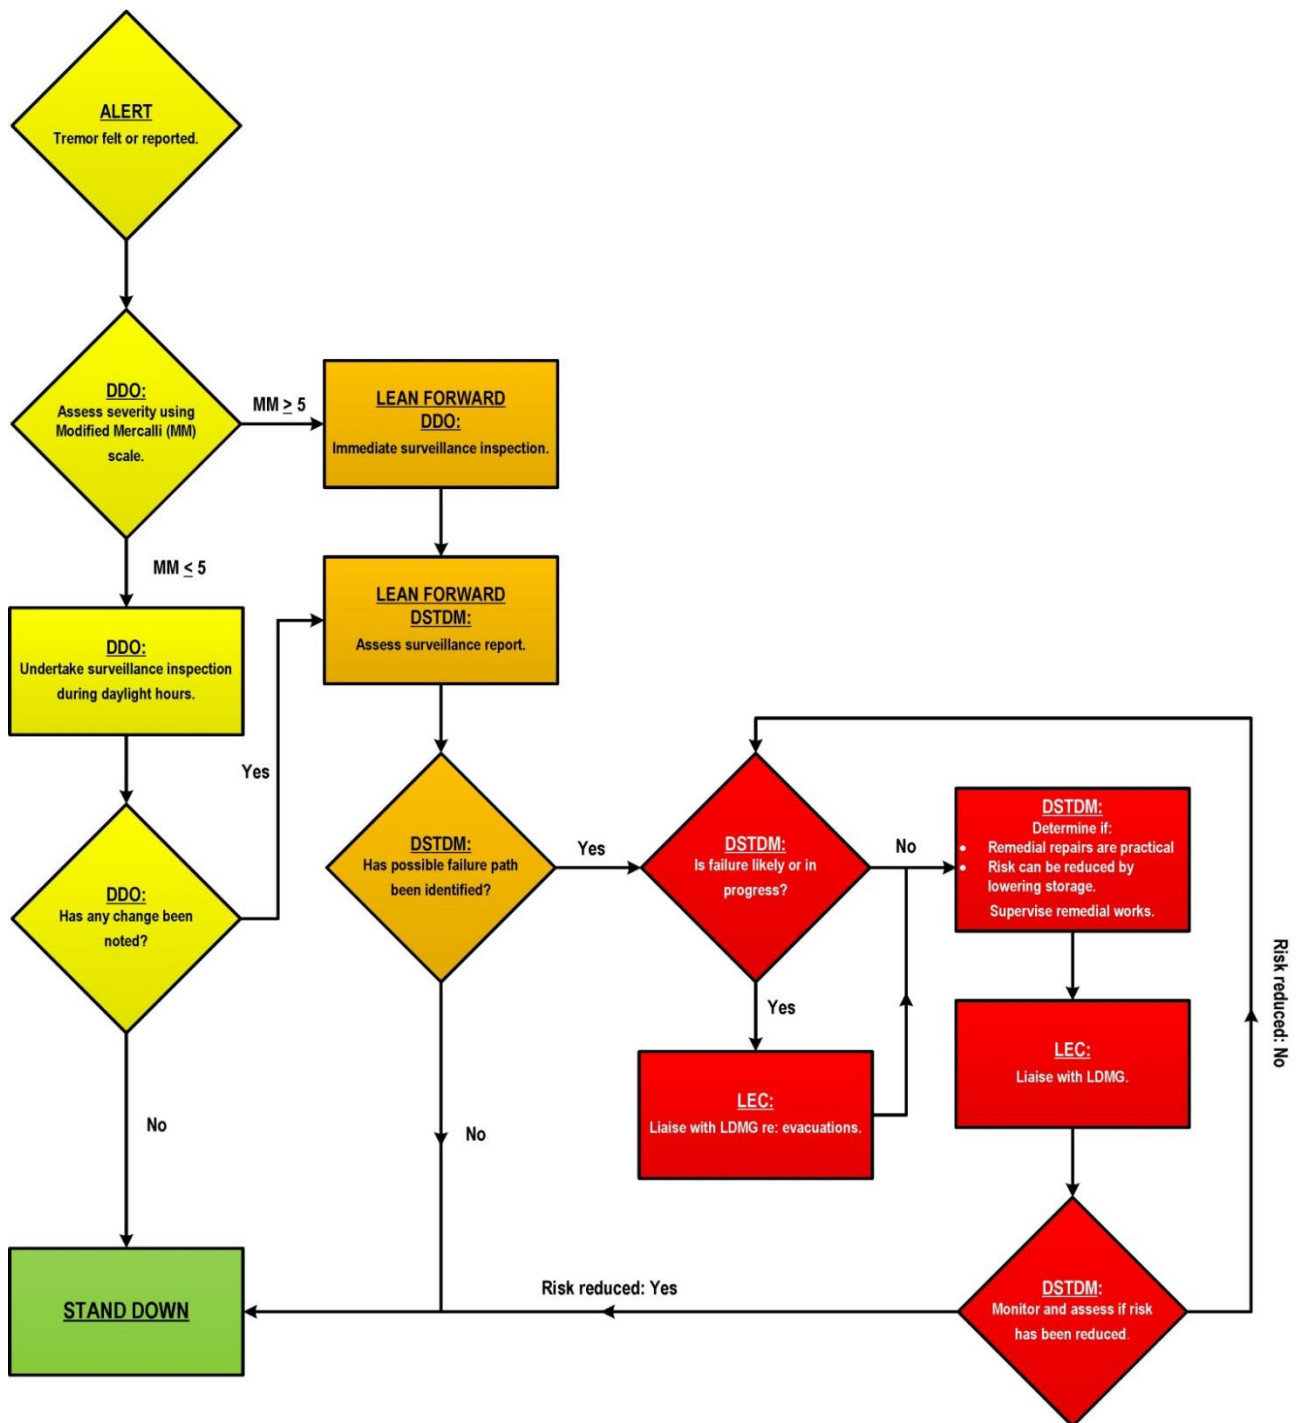 ALERT
Tremor felt or reported.
DDO:
Assess severity using
Modified Mercalli (MM)
scale.
MM ≥ 5
LEAN FORWARD
DDO:
Immediate surveillance inspection.
MM ≤ 5
LEAN FORWARD
DSTDM:
Assess surveillance report.
DDO:
Undertake surveillance inspection
during daylight hours.
Yes
DDO:
Has any change been
noted?
No
DSTDM:
Has possible failure path
been identified?
Yes
No
DSTDM:
Is failure likely or in
progress?
No
Yes
DSTDM:
Determine if:
• Remedial repairs are practical
• Risk can be reduced by
lowering storage.
Supervise remedial works.
LEC:
Liaise with LDMG re: evacuations.
LEC:
Liaise with LDMG.
Risk reduced: No
DSTDM:
Monitor and assess if risk
has been reduced.
Risk reduced: Yes
STAND DOWN